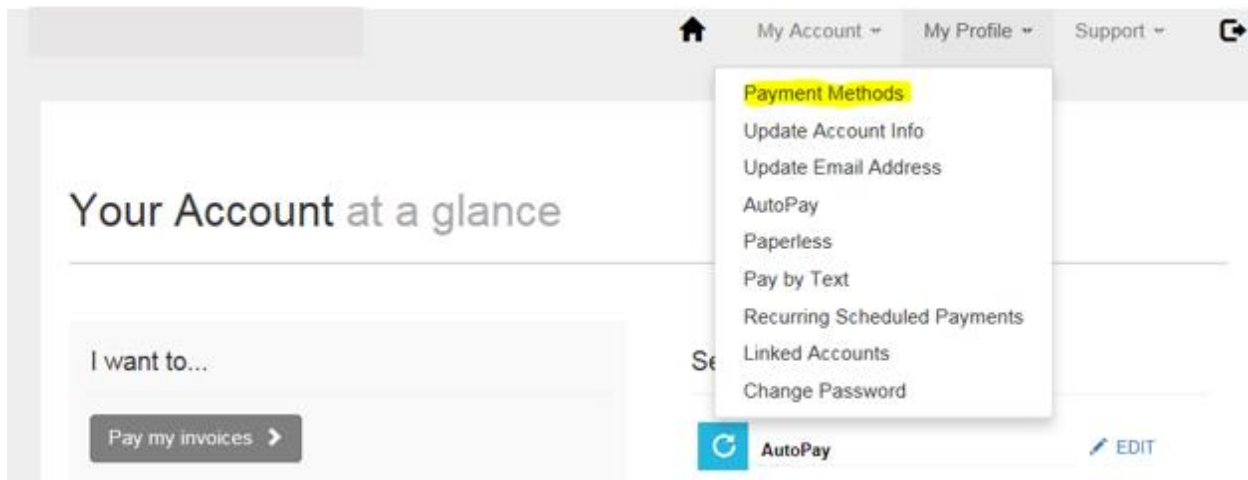 My Account My Profile Support
Payment Methods
Update Account Info
Update Email Address
AutoPay
Paperless
Pay by Text
Recurring Scheduled Payments
Linked Accounts
Change Password
Your Account at a glance
I want to...
Pay my invoices
AutoPay EDIT